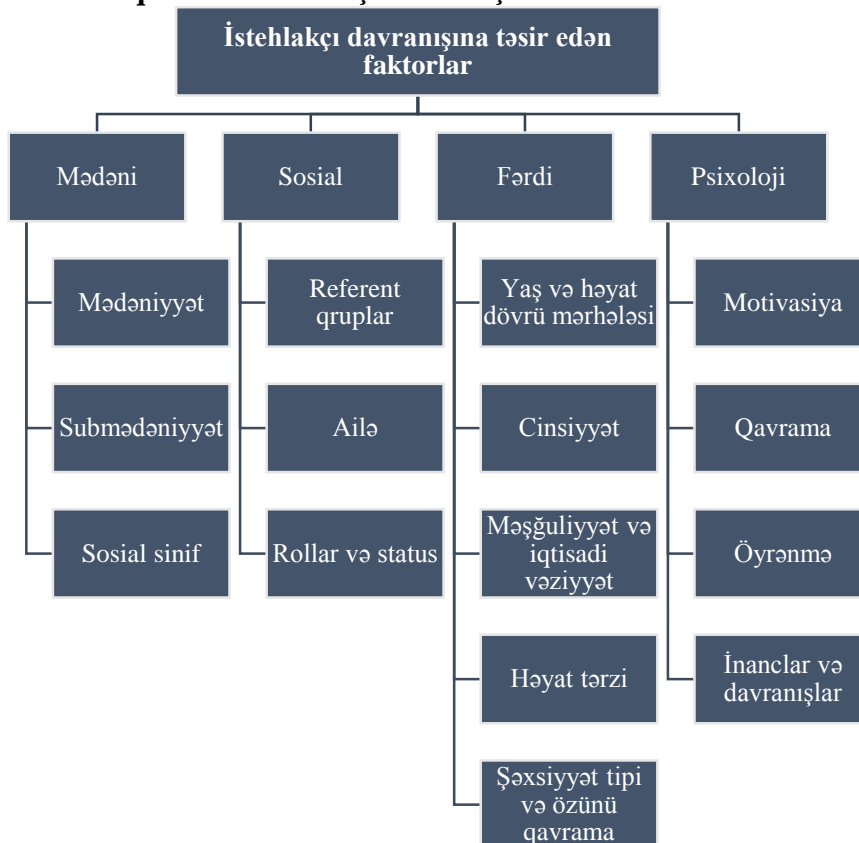 İstehlakçı davranışına təsir edən
faktorlar
Mədəni
Sosial
Fərdi
Psixoloji
Mədəniyyət
Submədəniyyət
Sosial sinif
Referent
qruplar
Ailə
Rollar və status
Yaş və həyat
dövrü mərhələsi
Cinsiyyət
Məşğuliyyət və
iqtisadi
vəziyyət
Həyat tərzi
Şəxsiyyət tipi
və özünü
qavrama
Motivasiya
Qavrama
Öyrənmə
İnanclar və
davranışlar